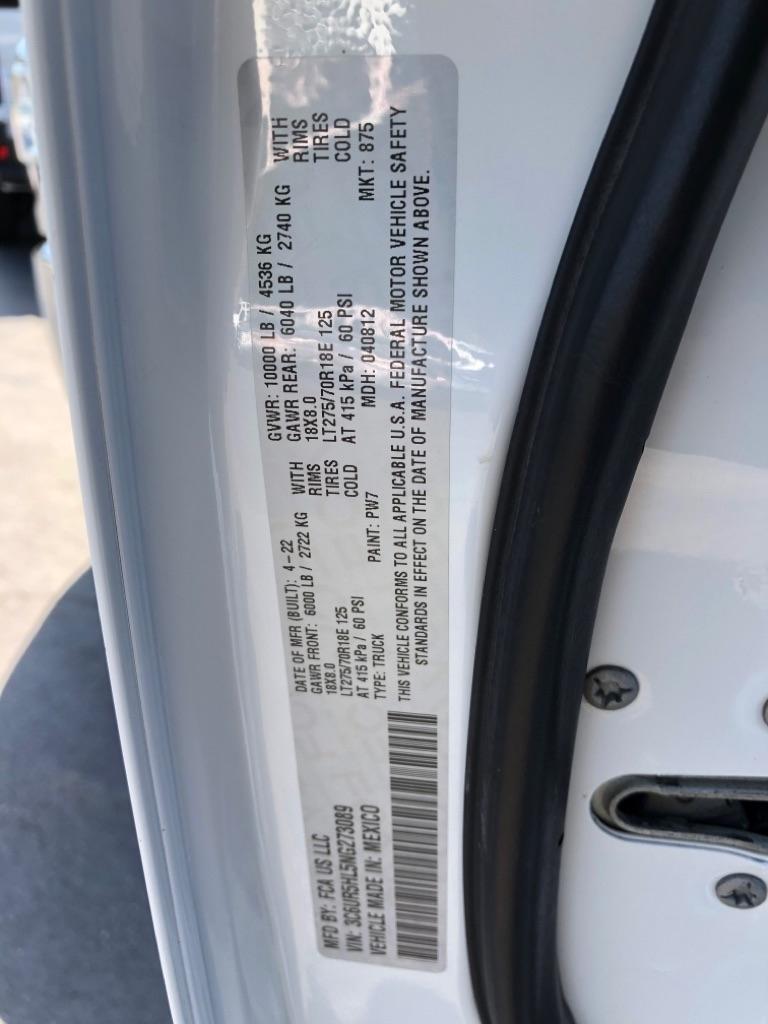 MFD BY: FCA US LLC
DATE OF MFR (BUILT): 4-22
GVWR: 10000 LB / 4536 KG
GAWR FRONT: 6000 LB / 2722 KG WITH
GAWR REAR: 6040 LB / 2740 KG WITH
18X8.0 RIMS
18X8.0 RIMS
LT275/70R18E 125 TIRES
LT275/70R18E 125 TIRES
AT 415 kPa / 60 PSI COLD
AT 415 kPa / 60 PSI COLD
VIN: 3C6UR5HL5NG273089
TYPE: TRUCK
PAINT: PW7
MDH: 040812
MKT: 875
VEHICLE MADE IN: MEXICO
THIS VEHICLE CONFORMS TO ALL APPLICABLE U.S.A. FEDERAL MOTOR VEHICLE SAFETY
STANDARDS IN EFFECT ON THE DATE OF MANUFACTURE SHOWN ABOVE.